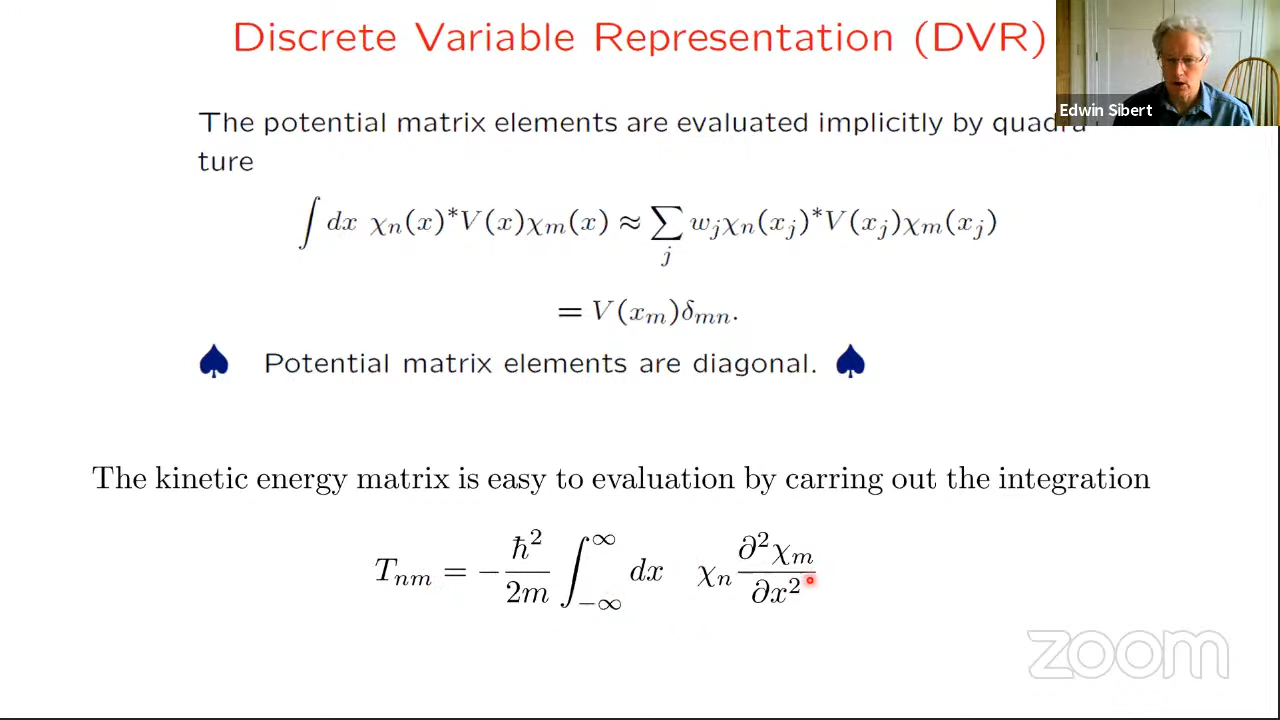 Discrete Variable Representation (DVR)
Edwin Sibert
The potential matrix elements are evaluated implicitly by quadra-
ture
∫ dx χn(x)*V(x)χm(x) ≈ ∑j wjχn(xj)*V(xj)χm(xj)
= V(xm)δmn.
Potential matrix elements are diagonal.
The kinetic energy matrix is easy to evaluation by carring out the integration
Tnm = −ħ²/2m ∫−∞^∞ dx χn ∂²χm/∂x²
zoom